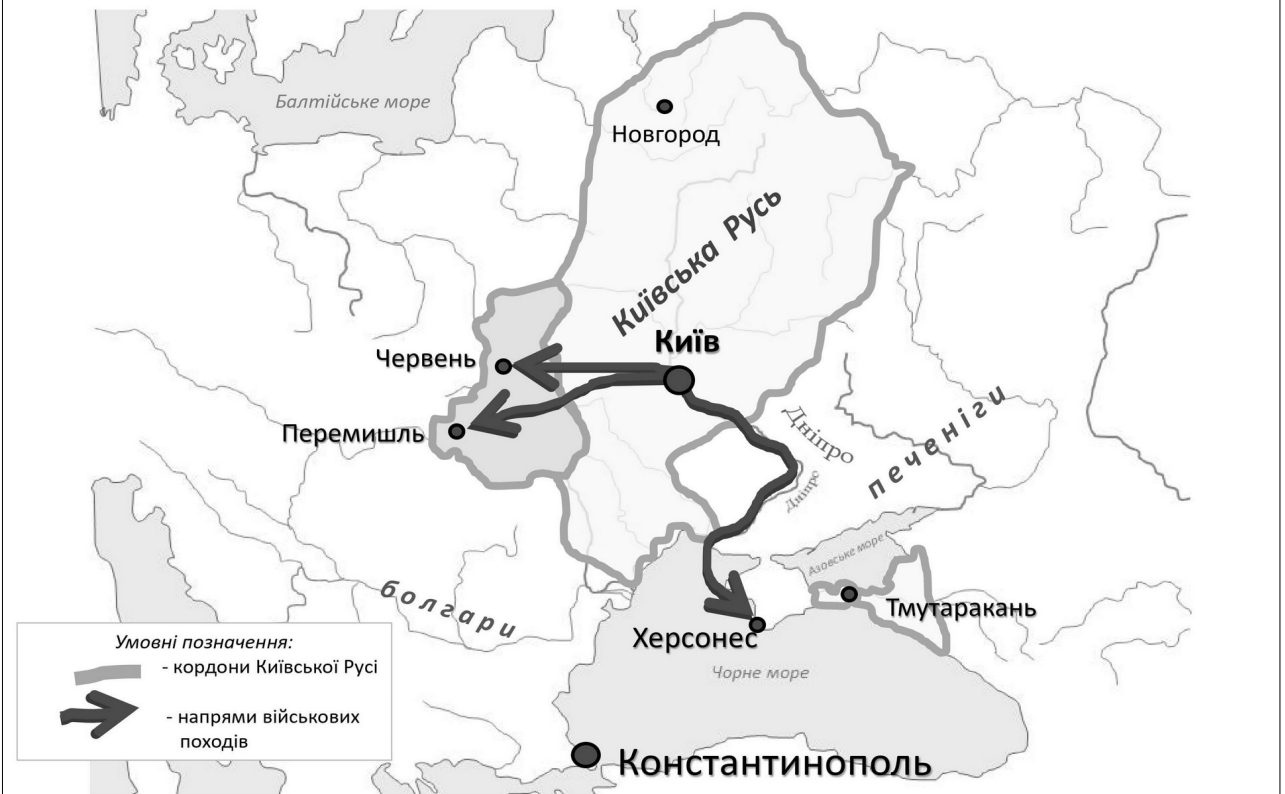 Балтійське море
Новгород
Київська Русь
Київ
Червень
Перемишль
Дніпро
Дніпро
печеніги
Азовське море
болгари
Тмутаракань
Херсонес
Чорне море
Умовні позначення:
- кордони Київської Русі
- напрями військових
походів
Константинополь